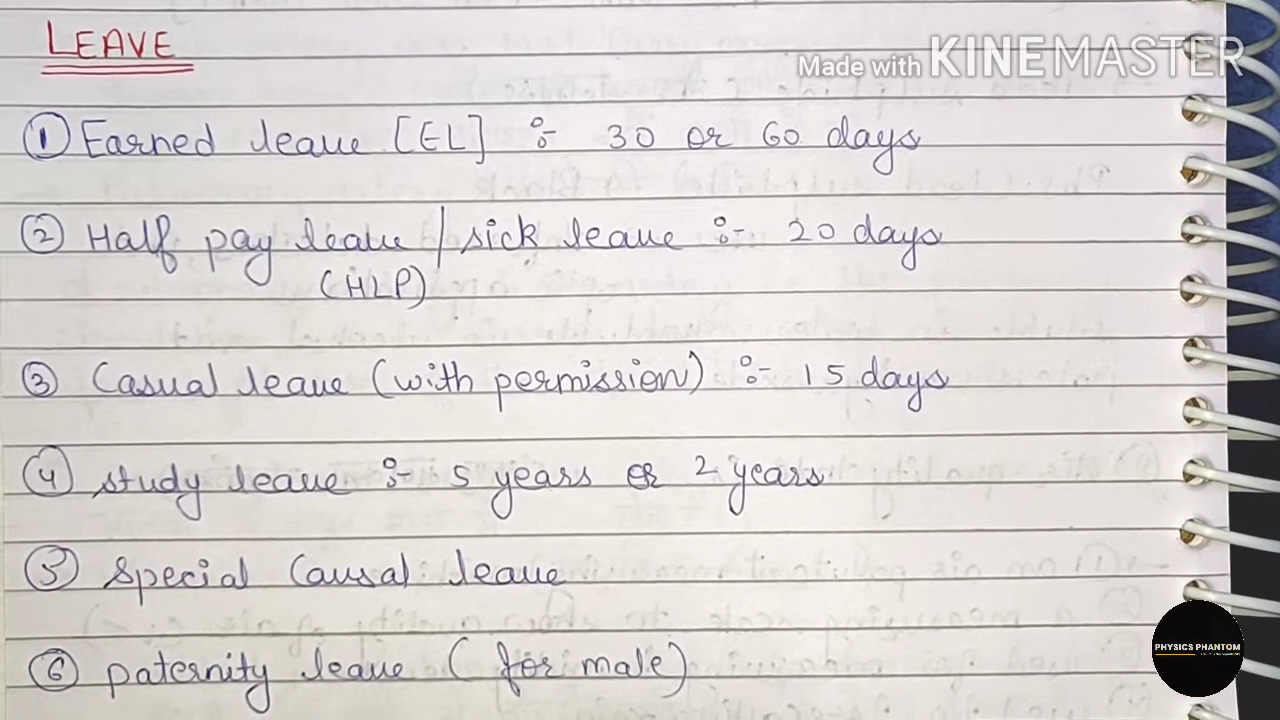 LEAVE
Made with KINEMASTER
① Earned leave [EL] :- 30 or 60 days
② Half pay leave / sick leave :- 20 days
(HLP)
③ Casual leave (with permission) :- 15 days
④ study leave :- 5 years or 2 years
⑤ special Causal leave
⑥ paternity leave ( for male)
PHYSICS PHANTOM